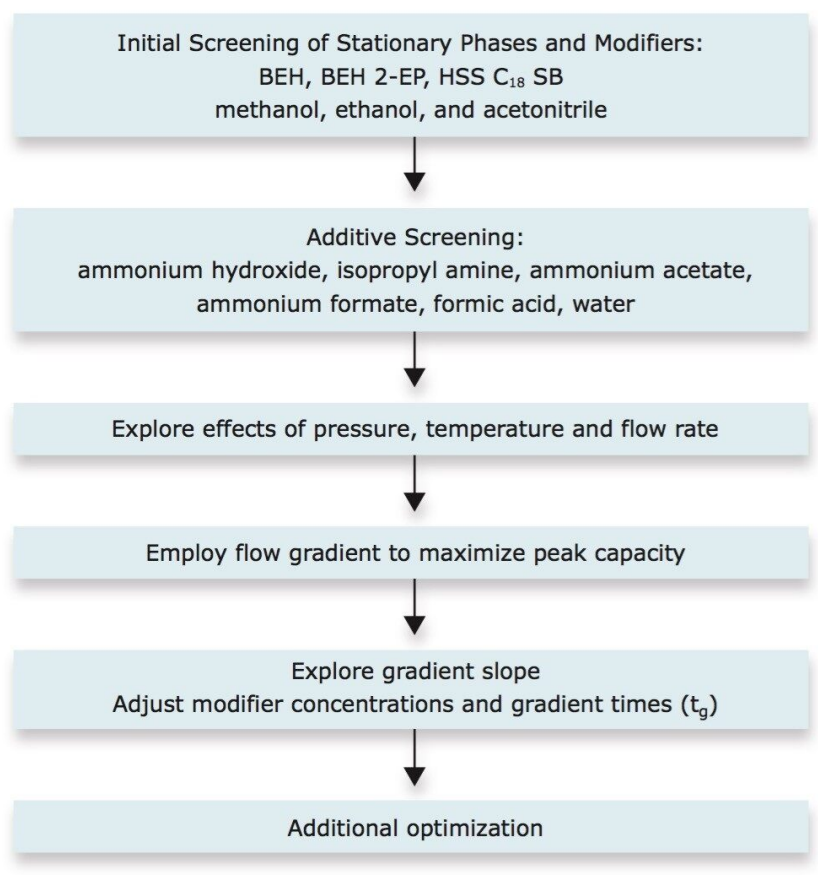 Initial Screening of Stationary Phases and Modifiers:
BEH, BEH 2-EP, HSS C₁₈ SB
methanol, ethanol, and acetonitrile
Additive Screening:
ammonium hydroxide, isopropyl amine, ammonium acetate,
ammonium formate, formic acid, water
Explore effects of pressure, temperature and flow rate
Employ flow gradient to maximize peak capacity
Explore gradient slope
Adjust modifier concentrations and gradient times (tg)
Additional optimization